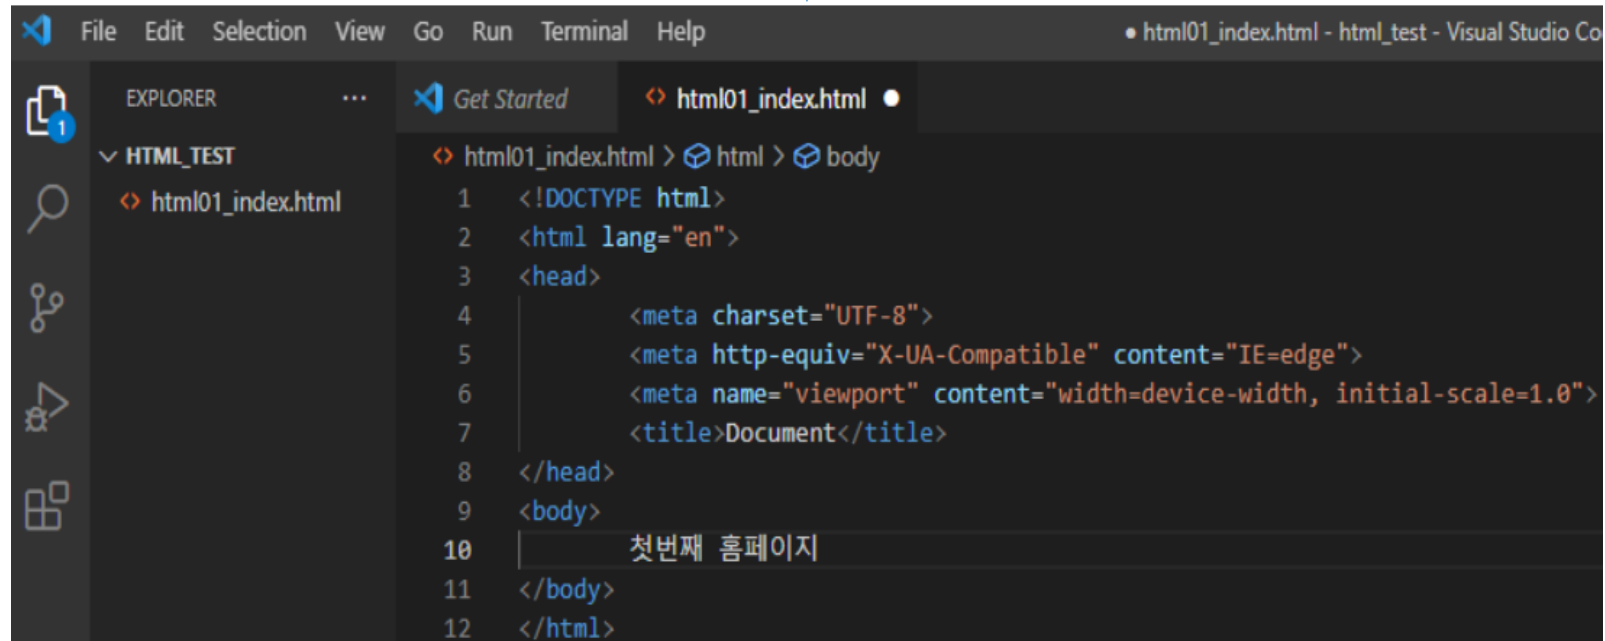 File Edit Selection View Go Run Terminal Help ● html01_index.html - html_test - Visual Studio Co
EXPLORER ··· Get Started html01_index.html ●
1
HTML_TEST
html01_index.html
html01_index.html > html > body
1 <!DOCTYPE html>
2 <html lang="en">
3 <head>
4 <meta charset="UTF-8">
5 <meta http-equiv="X-UA-Compatible" content="IE=edge">
6 <meta name="viewport" content="width=device-width, initial-scale=1.0">
7 <title>Document</title>
8 </head>
9 <body>
10 첫번째 홈페이지
11 </body>
12 </html>